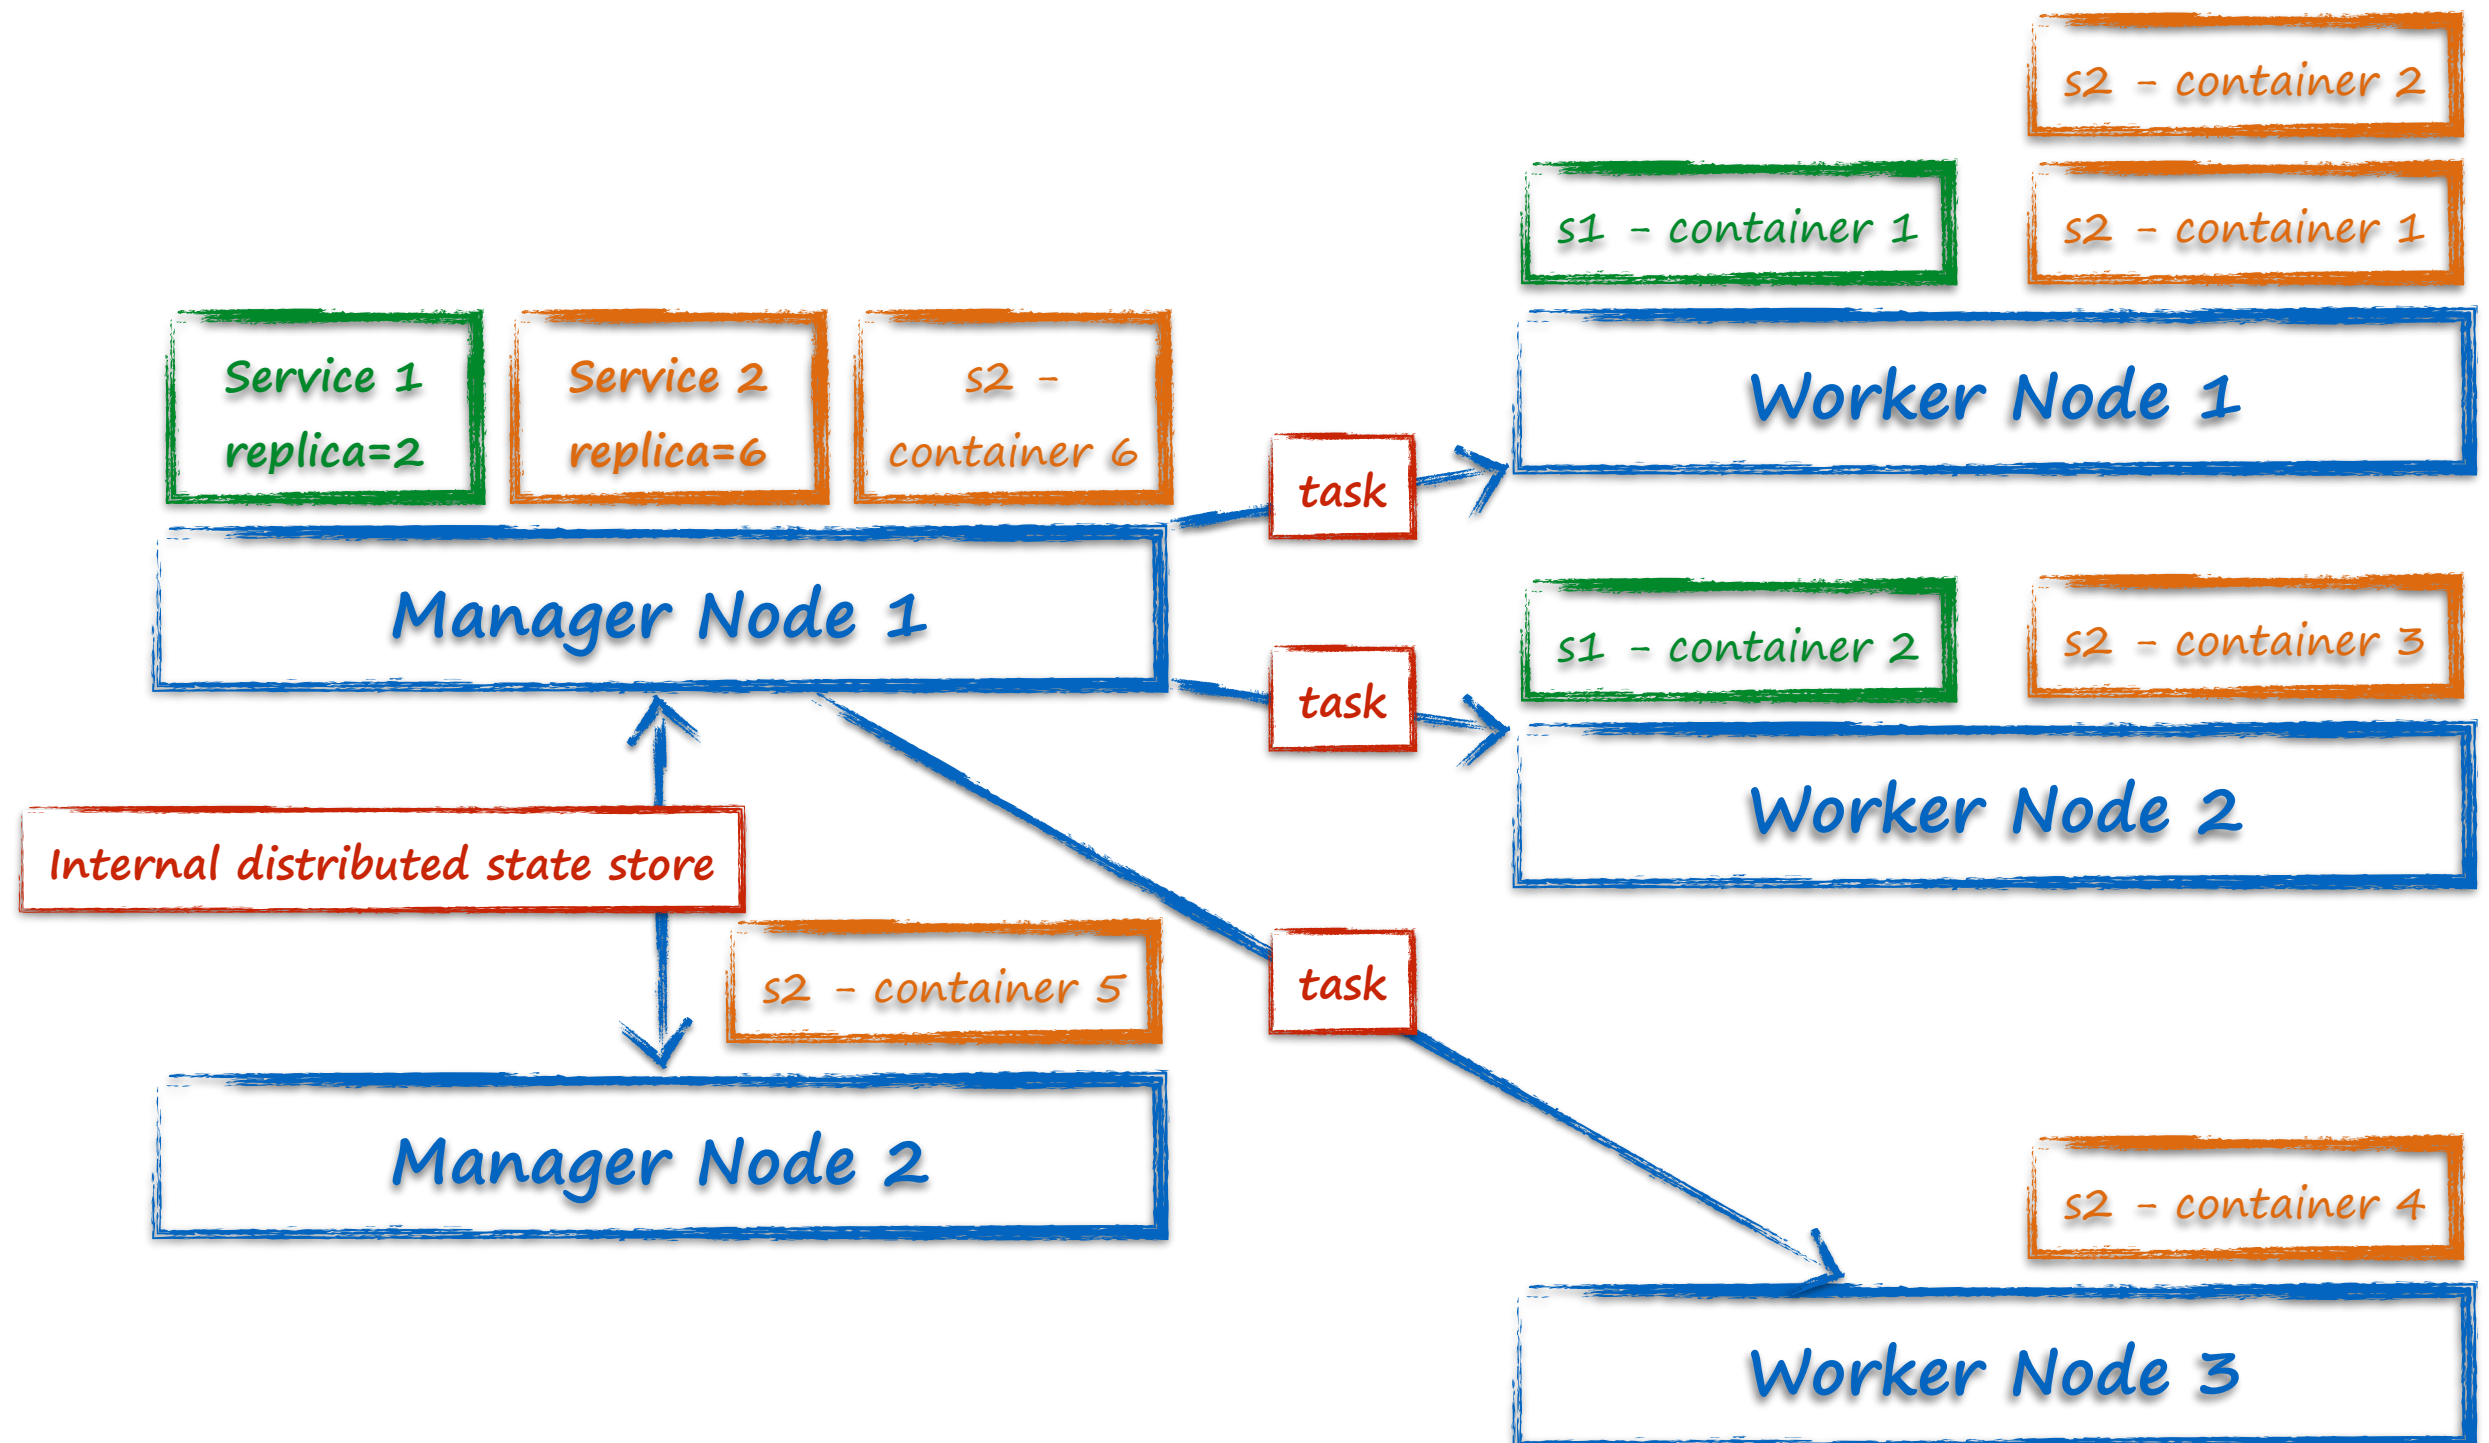 s2 - container 2
s1 - container 1
s2 - container 1
Service 1
replica=2
Service 2
replica=6
s2 -
container 6
Worker Node 1
task
Manager Node 1
s1 - container 2
s2 - container 3
task
Worker Node 2
Internal distributed state store
s2 - container 5
task
Manager Node 2
s2 - container 4
Worker Node 3